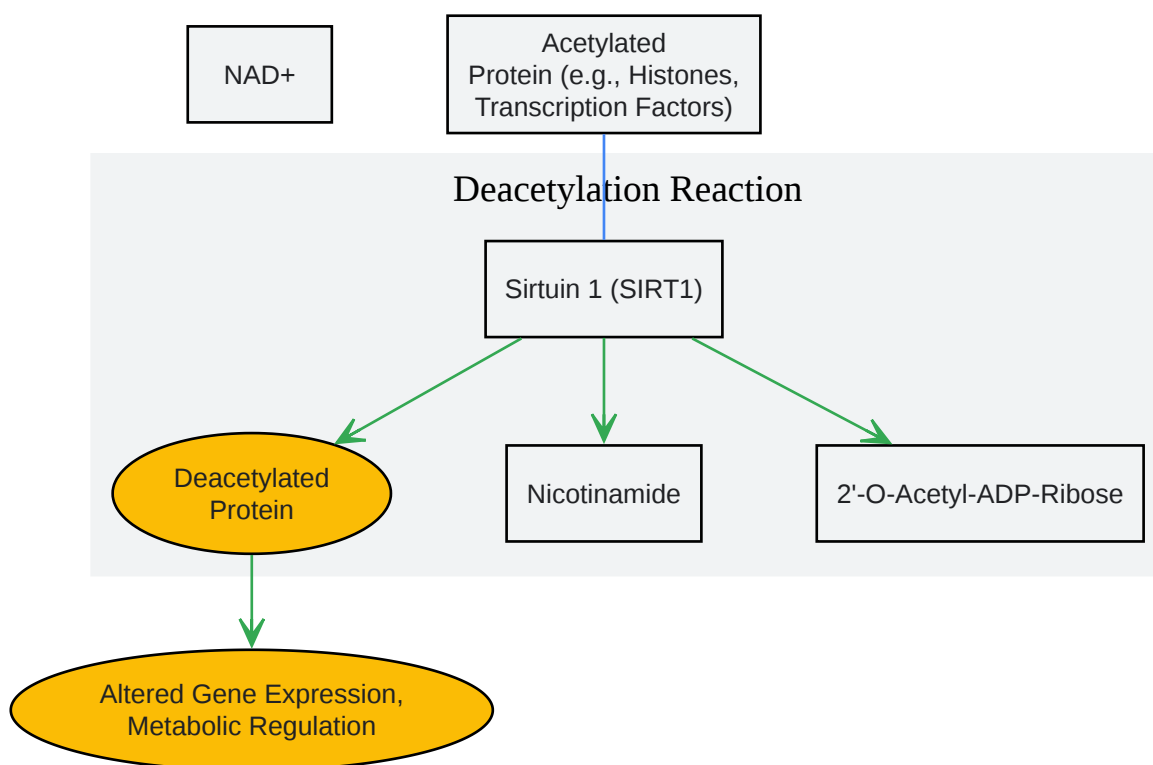 NAD+
Acetylated
Protein (e.g., Histones,
Transcription Factors)
Deacetylation Reaction
Sirtuin 1 (SIRT1)
Deacetylated
Protein
Nicotinamide
2'-O-Acetyl-ADP-Ribose
Altered Gene Expression,
Metabolic Regulation